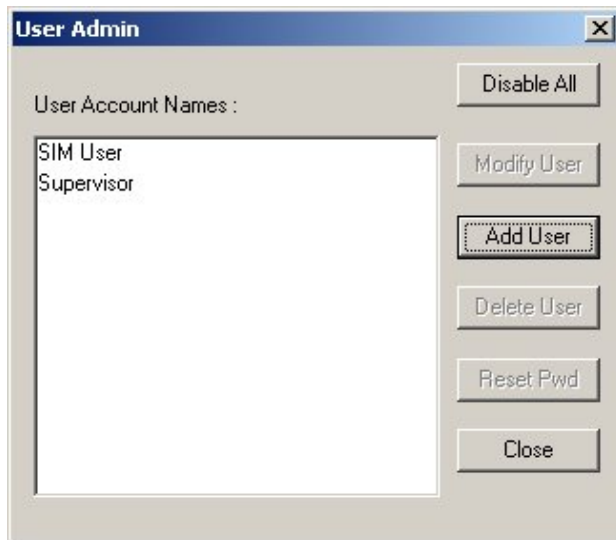 User Admin
Disable All
User Account Names :
SIM User
Supervisor
Modify User
Add User
Delete User
Reset Pwd
Close